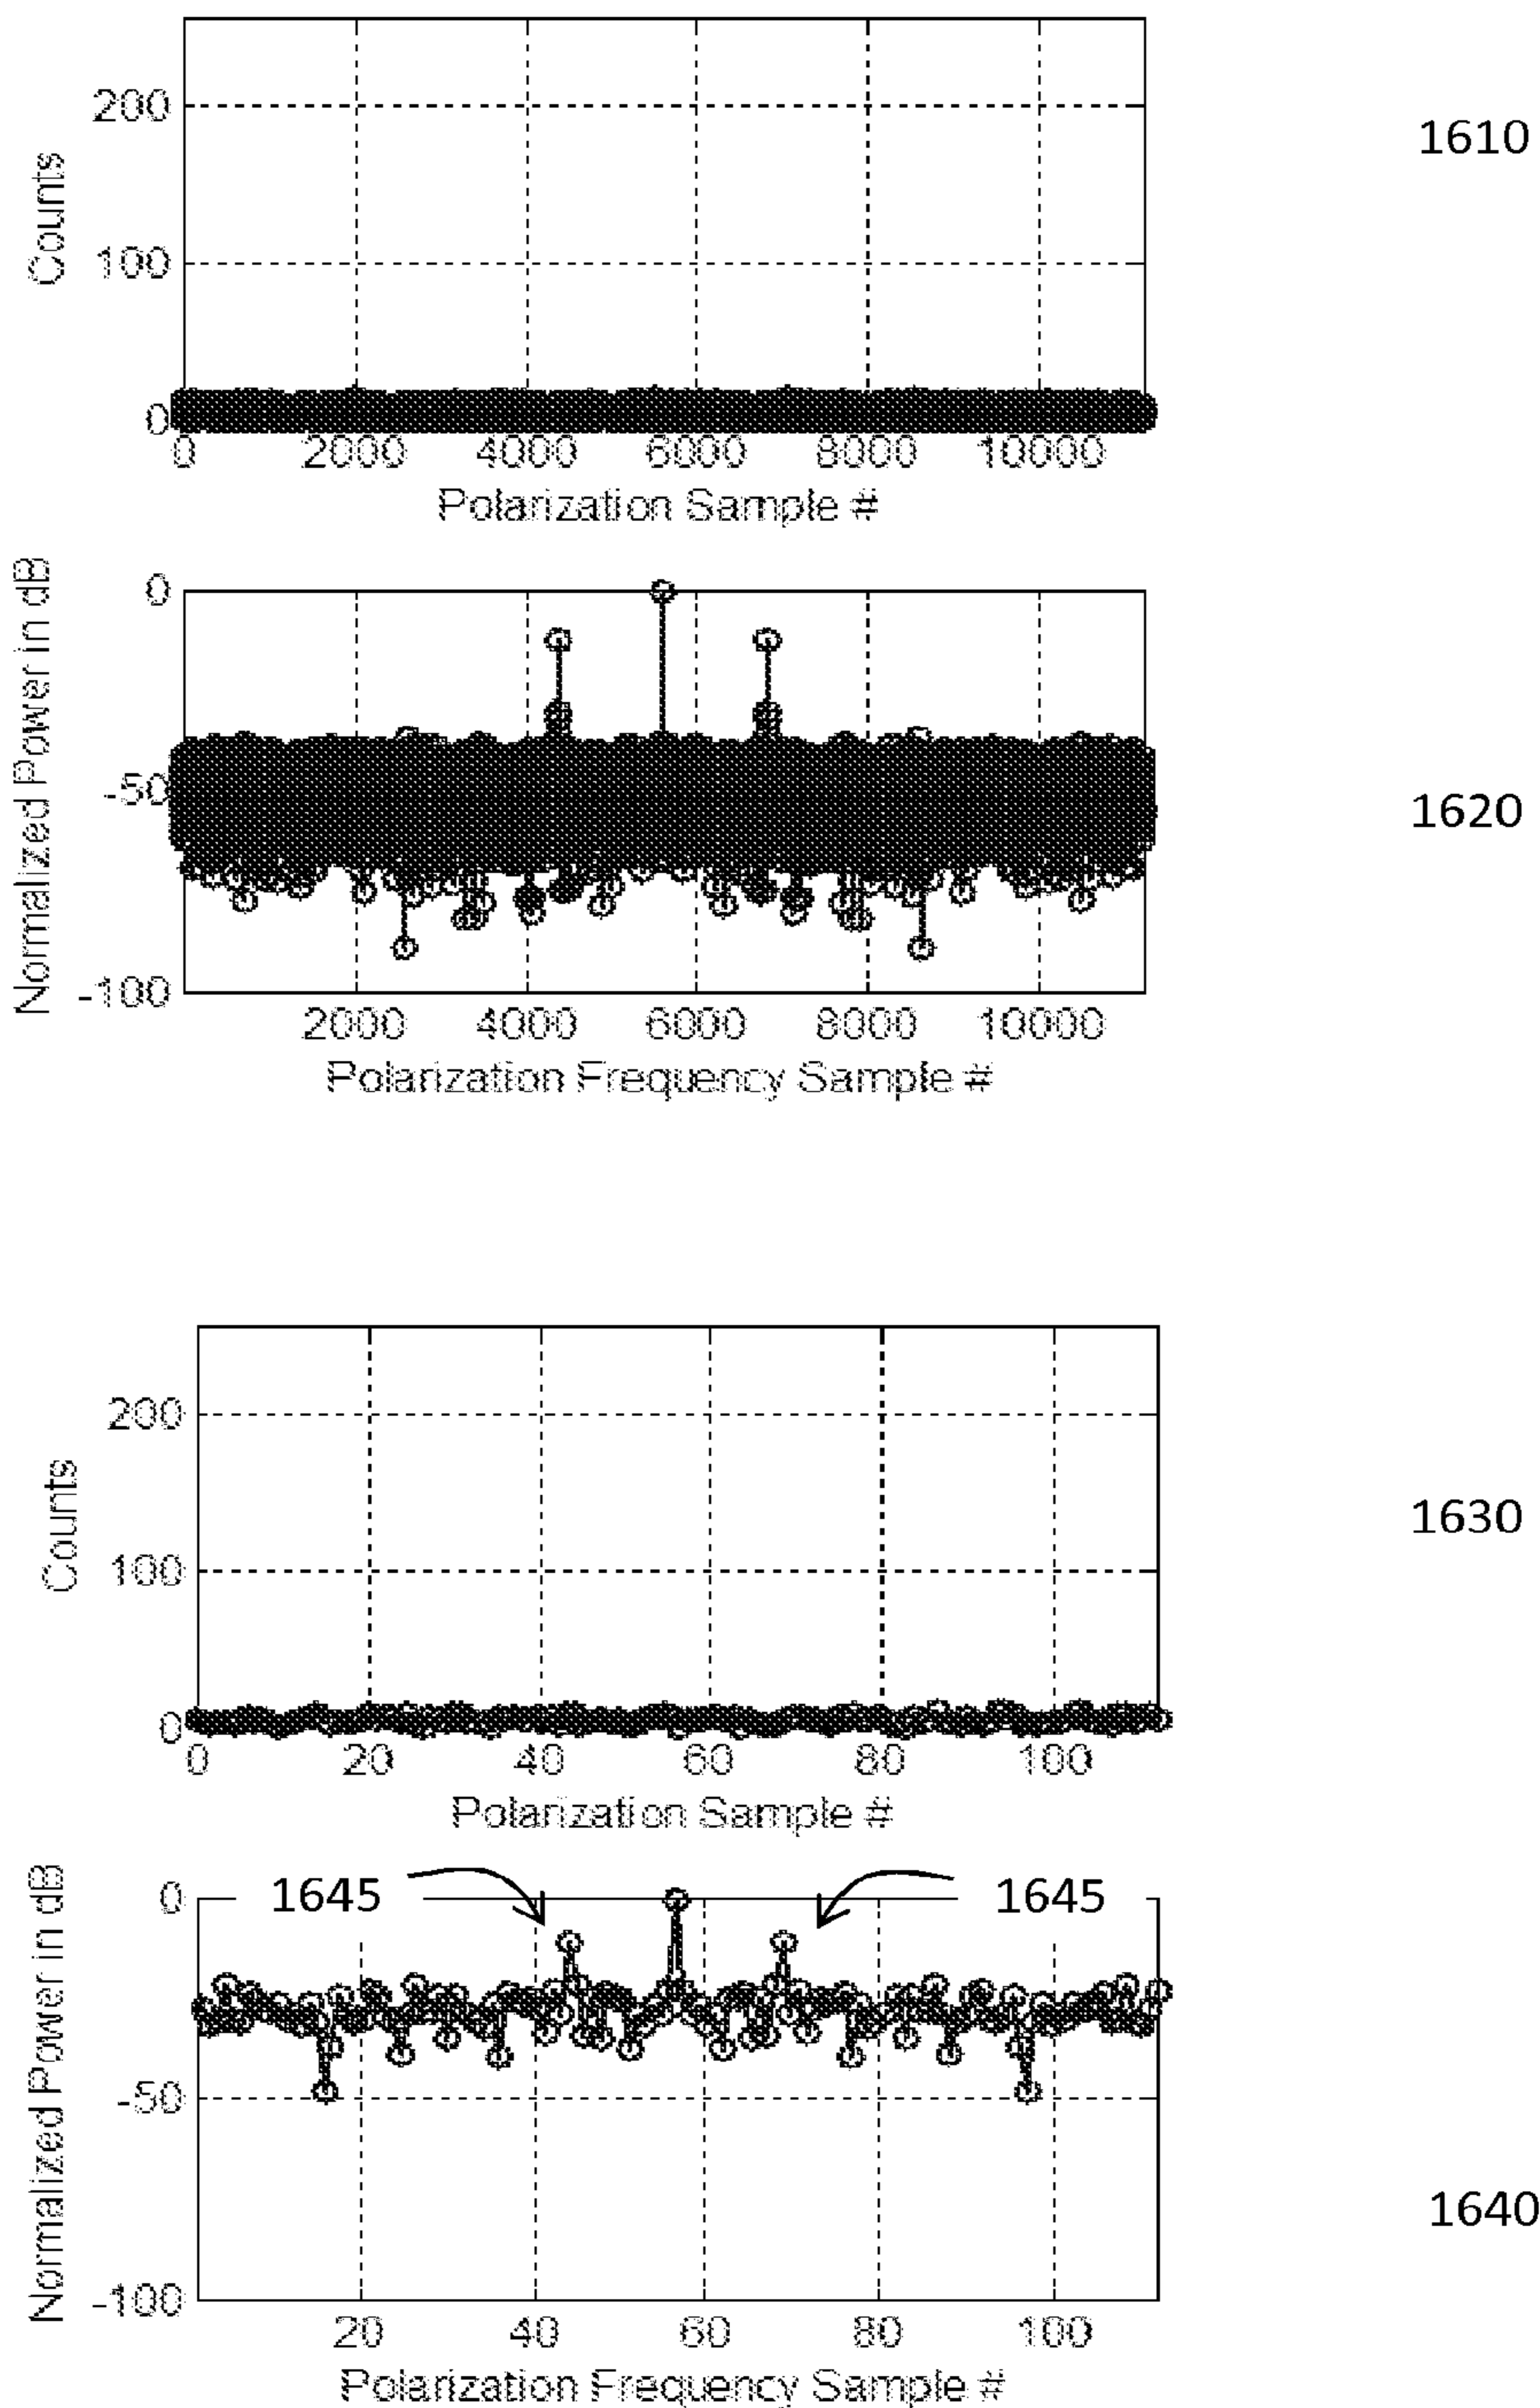 200
100
0
Counts
0 2000 4000 6000 8000 10000
Polarization Sample #
1610
0
-50
-100
Normalized Power in dB
2000 4000 6000 8000 10000
Polarization Frequency Sample #
1620
200
100
0
Counts
0 20 40 60 80 100
Polarization Sample #
1630
1645 1645
0
-50
-100
Normalized Power in dB
20 40 60 80 100
Polarization Frequency Sample #
1640